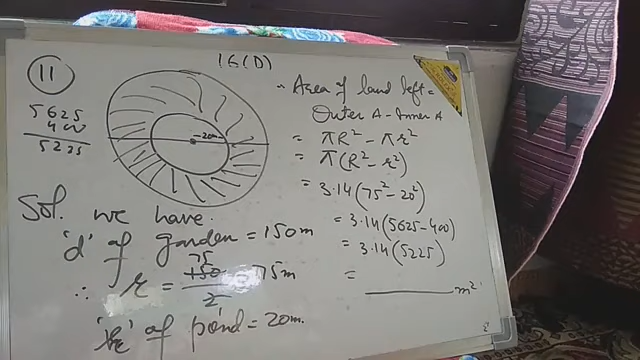 16(D)
11
5625
400
5225
20m
Sol. we have.
'd' of garden = 150m
∴ r = 150/2 = 75m
75
'r' of pond = 20m.
Area of land left =
Outer A - Inner A
= πR² - πr²
= π(R² - r²)
= 3.14(75² - 20²)
= 3.14(5625 - 400)
= 3.14(5225)
= ________ m²